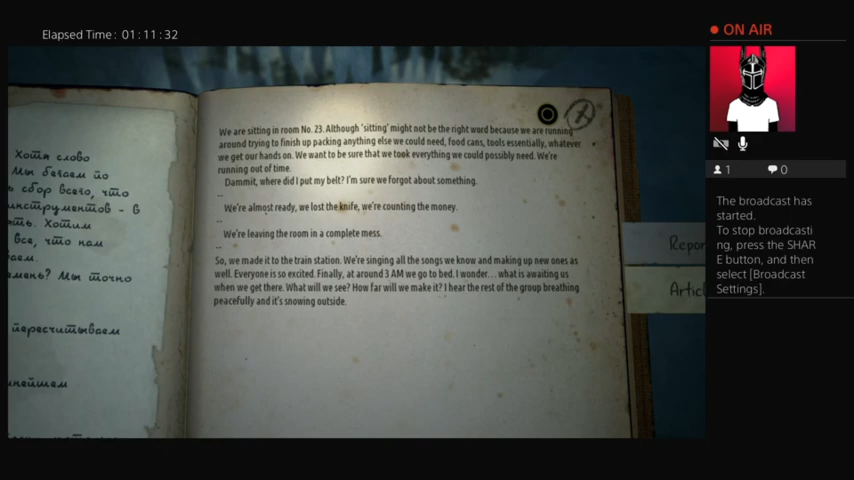 Elapsed Time: 01:11:32
ON AIR
1
0
The broadcast has
started.
To stop broadcasti
ng, press the SHAR
E button, and then
select [Broadcast
Settings].
Хотя слово
Мы бегаем по
ь сбор всего, что
нструментов - в
ть. Хотим
все, что нам
аем.
мень? Мы точно
пересчитываем
We are sitting in room No. 23. Although 'sitting' might not be the right word because we are running
around trying to finish up packing anything else we could need, food cans, tools essentially, whatever
we get our hands on. We want to be sure that we took everything we could possibly need. We're
running out of time.
Dammit, where did I put my belt? I'm sure we forgot about something.
--
We're almost ready, we lost the knife, we're counting the money.
--
We're leaving the room in a complete mess.
--
So, we made it to the train station. We're singing all the songs we know and making up new ones as
well. Everyone is so excited. Finally, at around 3 AM we go to bed. I wonder... what is awaiting us
when we get there. What will we see? How far will we make it? I hear the rest of the group breathing
peacefully and it's snowing outside.
Repor
Articl